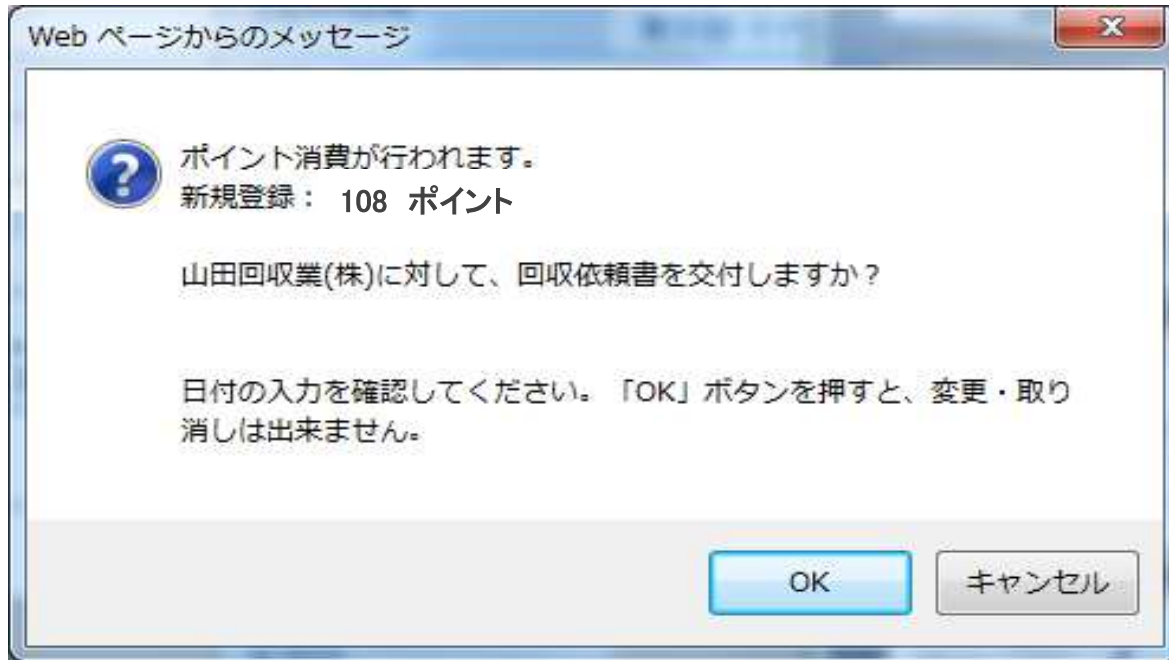 Web ページからのメッセージ
ポイント消費が行われます。
新規登録： 108 ポイント
山田回収業(株)に対して、回収依頼書を交付しますか？
日付の入力を確認してください。「OK」ボタンを押すと、変更・取り
消しは出来ません。
OK
キャンセル